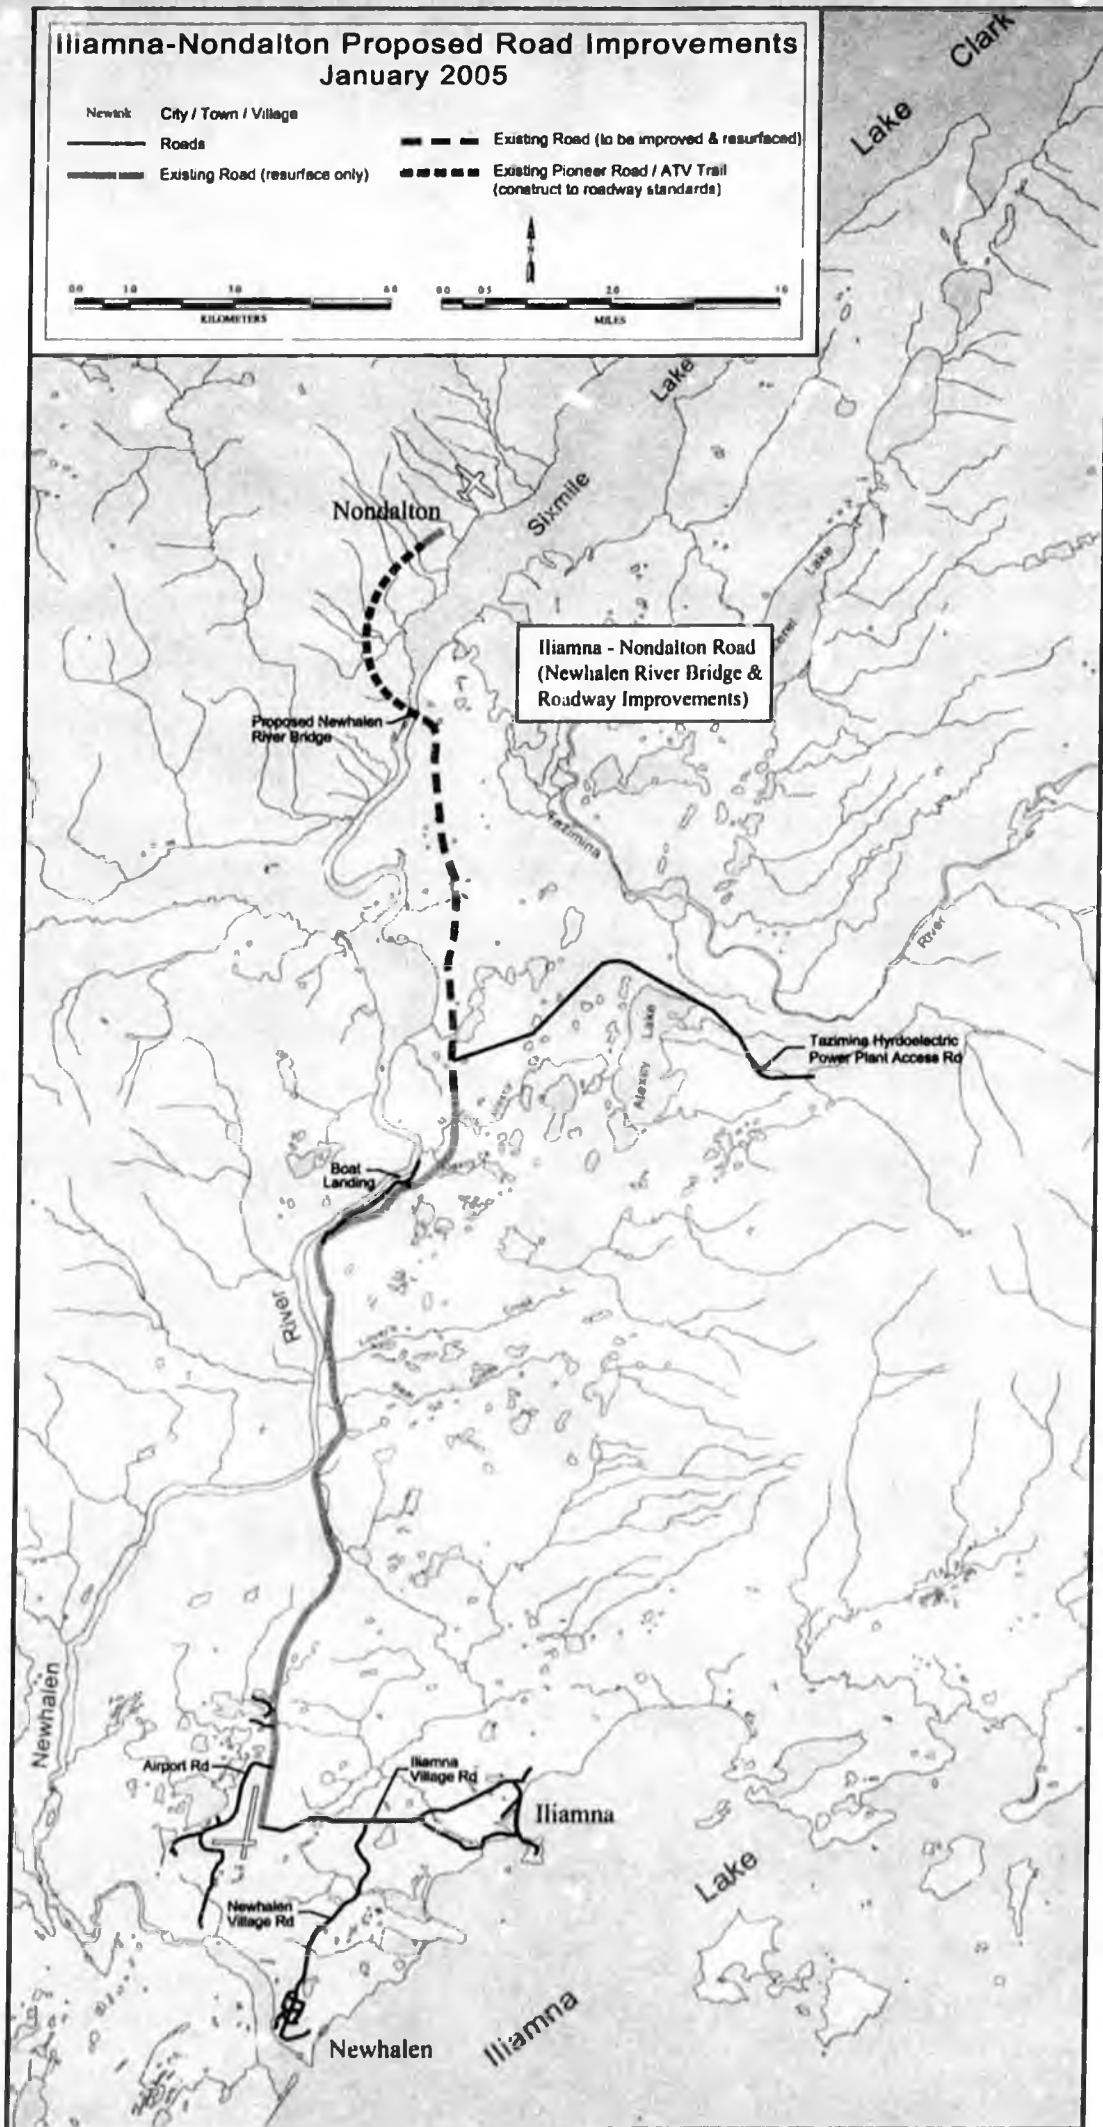 Iliamna-Nondalton Proposed Road Improvements
January 2005
City / Town / Village
Roads
Existing Road (resurface only)
Existing Road (to be improved & resurfaced)
Existing Pioneer Road / ATV Trail
(construct to roadway standards)
N
KILOMETERS
MILES
Lake Clark
Sixmile Lake
Nondalton
Lake
Iliamna - Nondalton Road
(Newhalen River Bridge &
Roadway Improvements)
Proposed Newhalen
River Bridge
Tazimina
River
Alexcy Lake
Tazimina Hyrdoelectric
Power Plant Access Rd
Boat
Landing
River
Creek
Newhalen
Airport Rd
Iliamna
Village Rd
Iliamna
Newhalen
Village Rd
Newhalen
Iliamna Lake